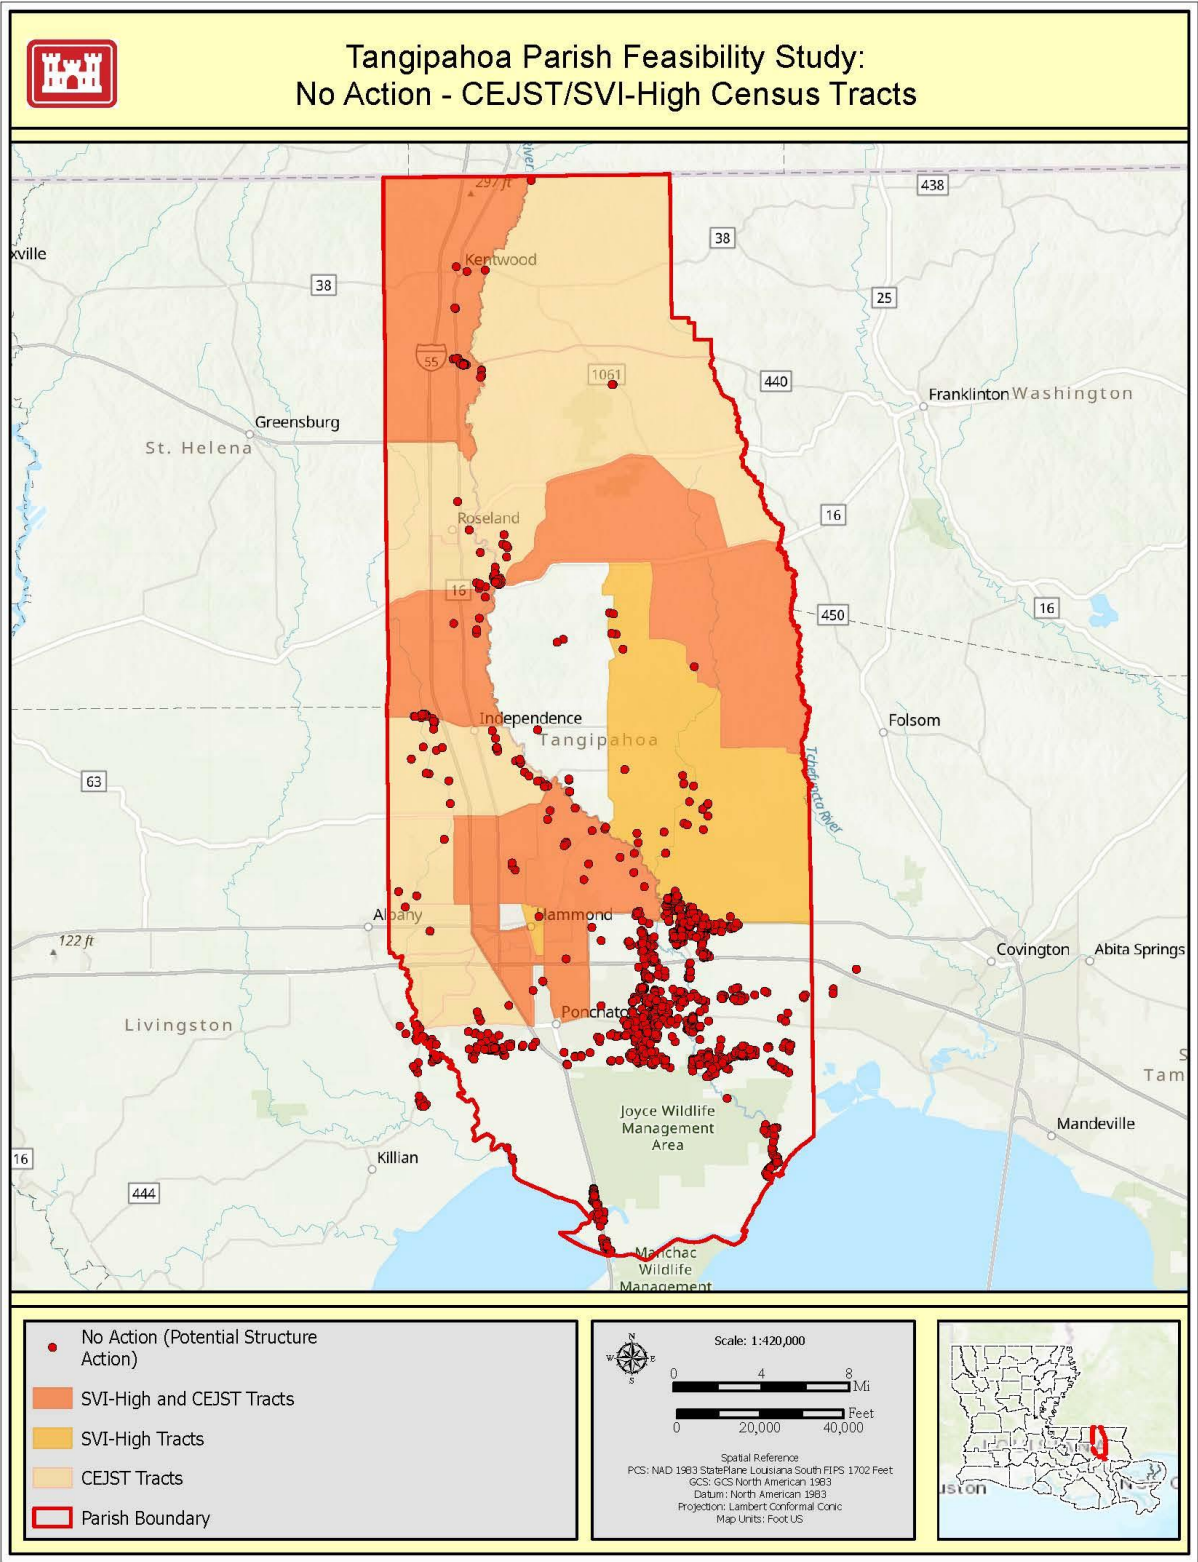 Tangipahoa Parish Feasibility Study:
No Action - CEJST/SVI-High Census Tracts
River
297 ft
438
38
xville
Kentwood
38
25
55
1061
440
Franklinton
Washington
Greensburg
St. Helena
Roseland
16
16
16
450
Independence
Folsom
Tangipahoa
Tchefuncta River
63
Albany
Hammond
122 ft
Covington
Abita Springs
Livingston
Ponchato
S
Tam
Joyce Wildlife
Management
Area
Mandeville
Killian
16
444
Manchac
Wildlife
Management
No Action (Potential Structure
Action)
SVI-High and CEJST Tracts
SVI-High Tracts
CEJST Tracts
Parish Boundary
N
W
E
S
Scale: 1:420,000
0 4 8
Mi
Feet
0 20,000 40,000
Spatial Reference
PCS: NAD 1983 StatePlane Louisiana South FIPS 1702 Feet
GCS: GCS North American 1983
Datum: North American 1983
Projection: Lambert Conformal Conic
Map Units: Foot US
LOUISIANA
uston